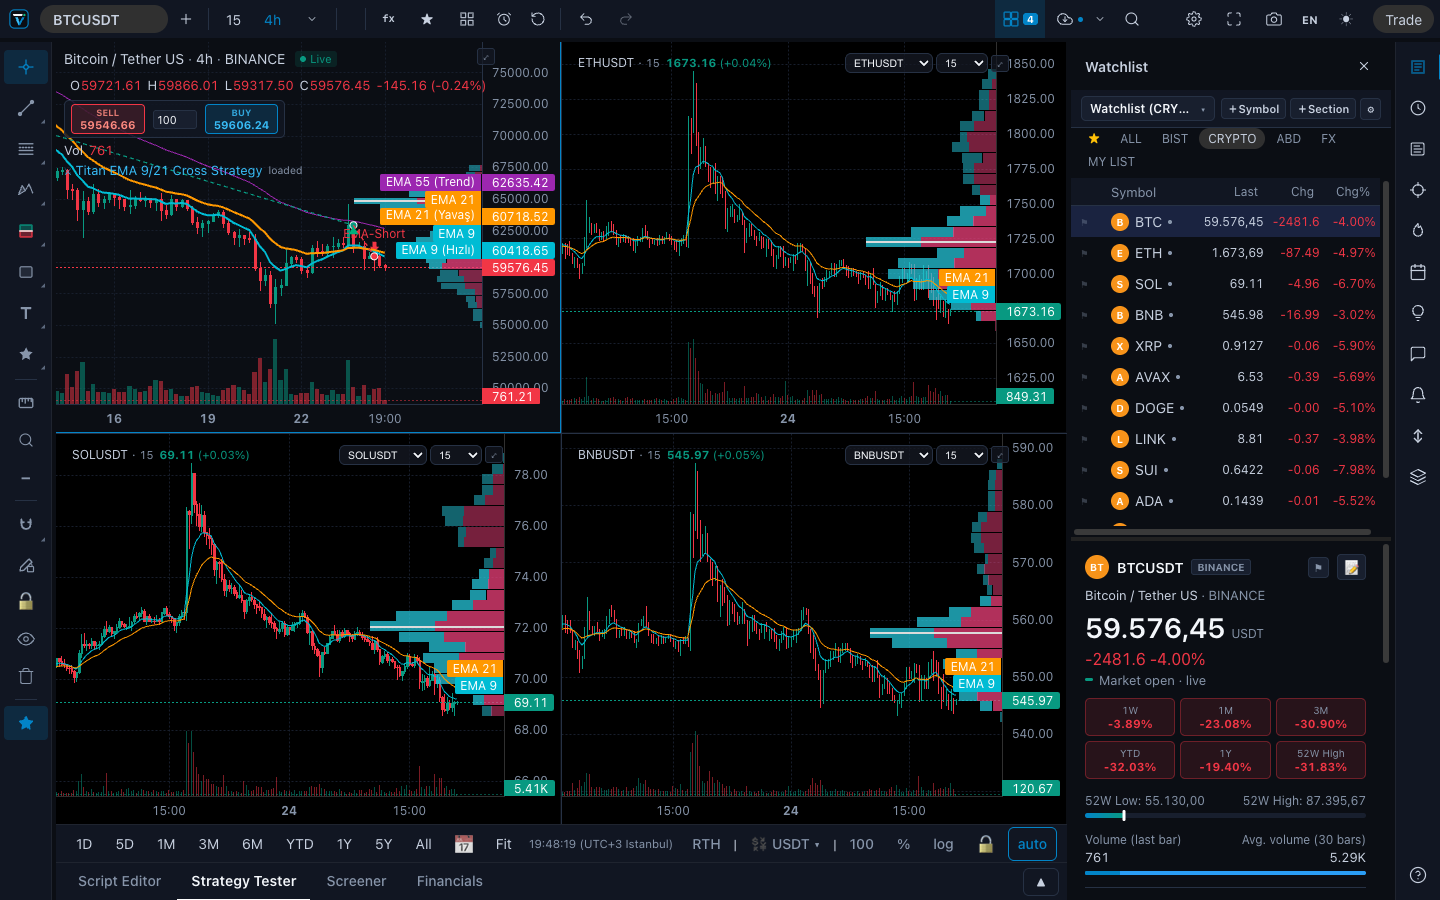 BTCUSDT
15
4h
fx
4
EN
Trade
Bitcoin / Tether US · 4h · BINANCE
Live
O59721.61 H59866.01 L59317.50 C59576.45 -145.16 (-0.24%)
SELL
59546.66
100
BUY
59606.24
Vol 761
Titan EMA 9/21 Cross Strategy loaded
EMA-Short
EMA 55 (Trend)
EMA 21
EMA 21 (Yavaş)
EMA 9
EMA 9 (Hızlı)
75000.00
72500.00
70000.00
67500.00
62635.42
65000.00
60718.52
62500.00
60418.65
59576.45
57500.00
55000.00
52500.00
50000.00
761.21
16
19
22
19:00
ETHUSDT · 15 1673.16 (+0.04%)
ETHUSDT
15
1850.00
1825.00
1800.00
1775.00
1750.00
1725.00
1700.00
EMA 21
EMA 9
1673.16
1650.00
1625.00
849.31
15:00
24
15:00
SOLUSDT · 15 69.11 (+0.03%)
SOLUSDT
15
78.00
76.00
74.00
72.00
70.00
EMA 21
EMA 9
69.11
68.00
66.00
5.41K
15:00
24
15:00
BNBUSDT · 15 545.97 (+0.05%)
BNBUSDT
15
590.00
580.00
570.00
560.00
550.00
EMA 21
EMA 9
545.97
540.00
120.67
15:00
24
15:00
1D 5D 1M 3M 6M YTD 1Y 5Y All
Fit
19:48:19 (UTC+3 Istanbul)
RTH | USDT | 100 % log
auto
Script Editor
Strategy Tester
Screener
Financials
Watchlist
Watchlist (CRY...
+Symbol
+Section
ALL BIST CRYPTO ABD FX
MY LIST
Symbol Last Chg Chg%
B BTC 59.576,45 -2481.6 -4.00%
E ETH 1.673,69 -87.49 -4.97%
S SOL 69.11 -4.96 -6.70%
B BNB 545.98 -16.99 -3.02%
X XRP 0.9127 -0.06 -5.90%
A AVAX 6.53 -0.39 -5.69%
D DOGE 0.0549 -0.00 -5.10%
L LINK 8.81 -0.37 -3.98%
S SUI 0.6422 -0.06 -7.98%
A ADA 0.1439 -0.01 -5.52%
BT BTCUSDT BINANCE
Bitcoin / Tether US · BINANCE
59.576,45 USDT
-2481.6 -4.00%
Market open · live
1W
-3.89%
1M
-23.08%
3M
-30.90%
YTD
-32.03%
1Y
-19.40%
52W High
-31.83%
52W Low: 55.130,00
52W High: 87.395,67
Volume (last bar)
Avg. volume (30 bars)
761
5.29K